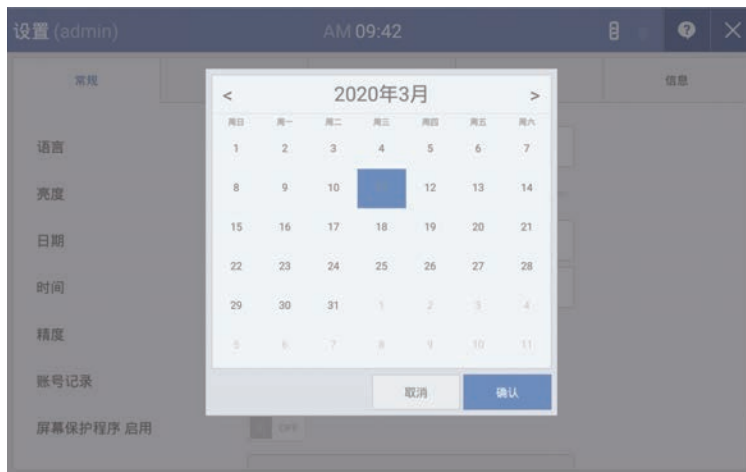 设置 (admin) AM 09:42
常规 信息
< 2020年3月 >
周日 周一 周二 周三 周四 周五 周六
1 2 3 4 5 6 7
8 9 10 11 12 13 14
15 16 17 18 19 20 21
22 23 24 25 26 27 28
29 30 31 1 2 3 4
5 6 7 8 9 10 11
取消 确认
语言
亮度
日期
时间
精度
账号记录
屏幕保护程序 启用 OFF